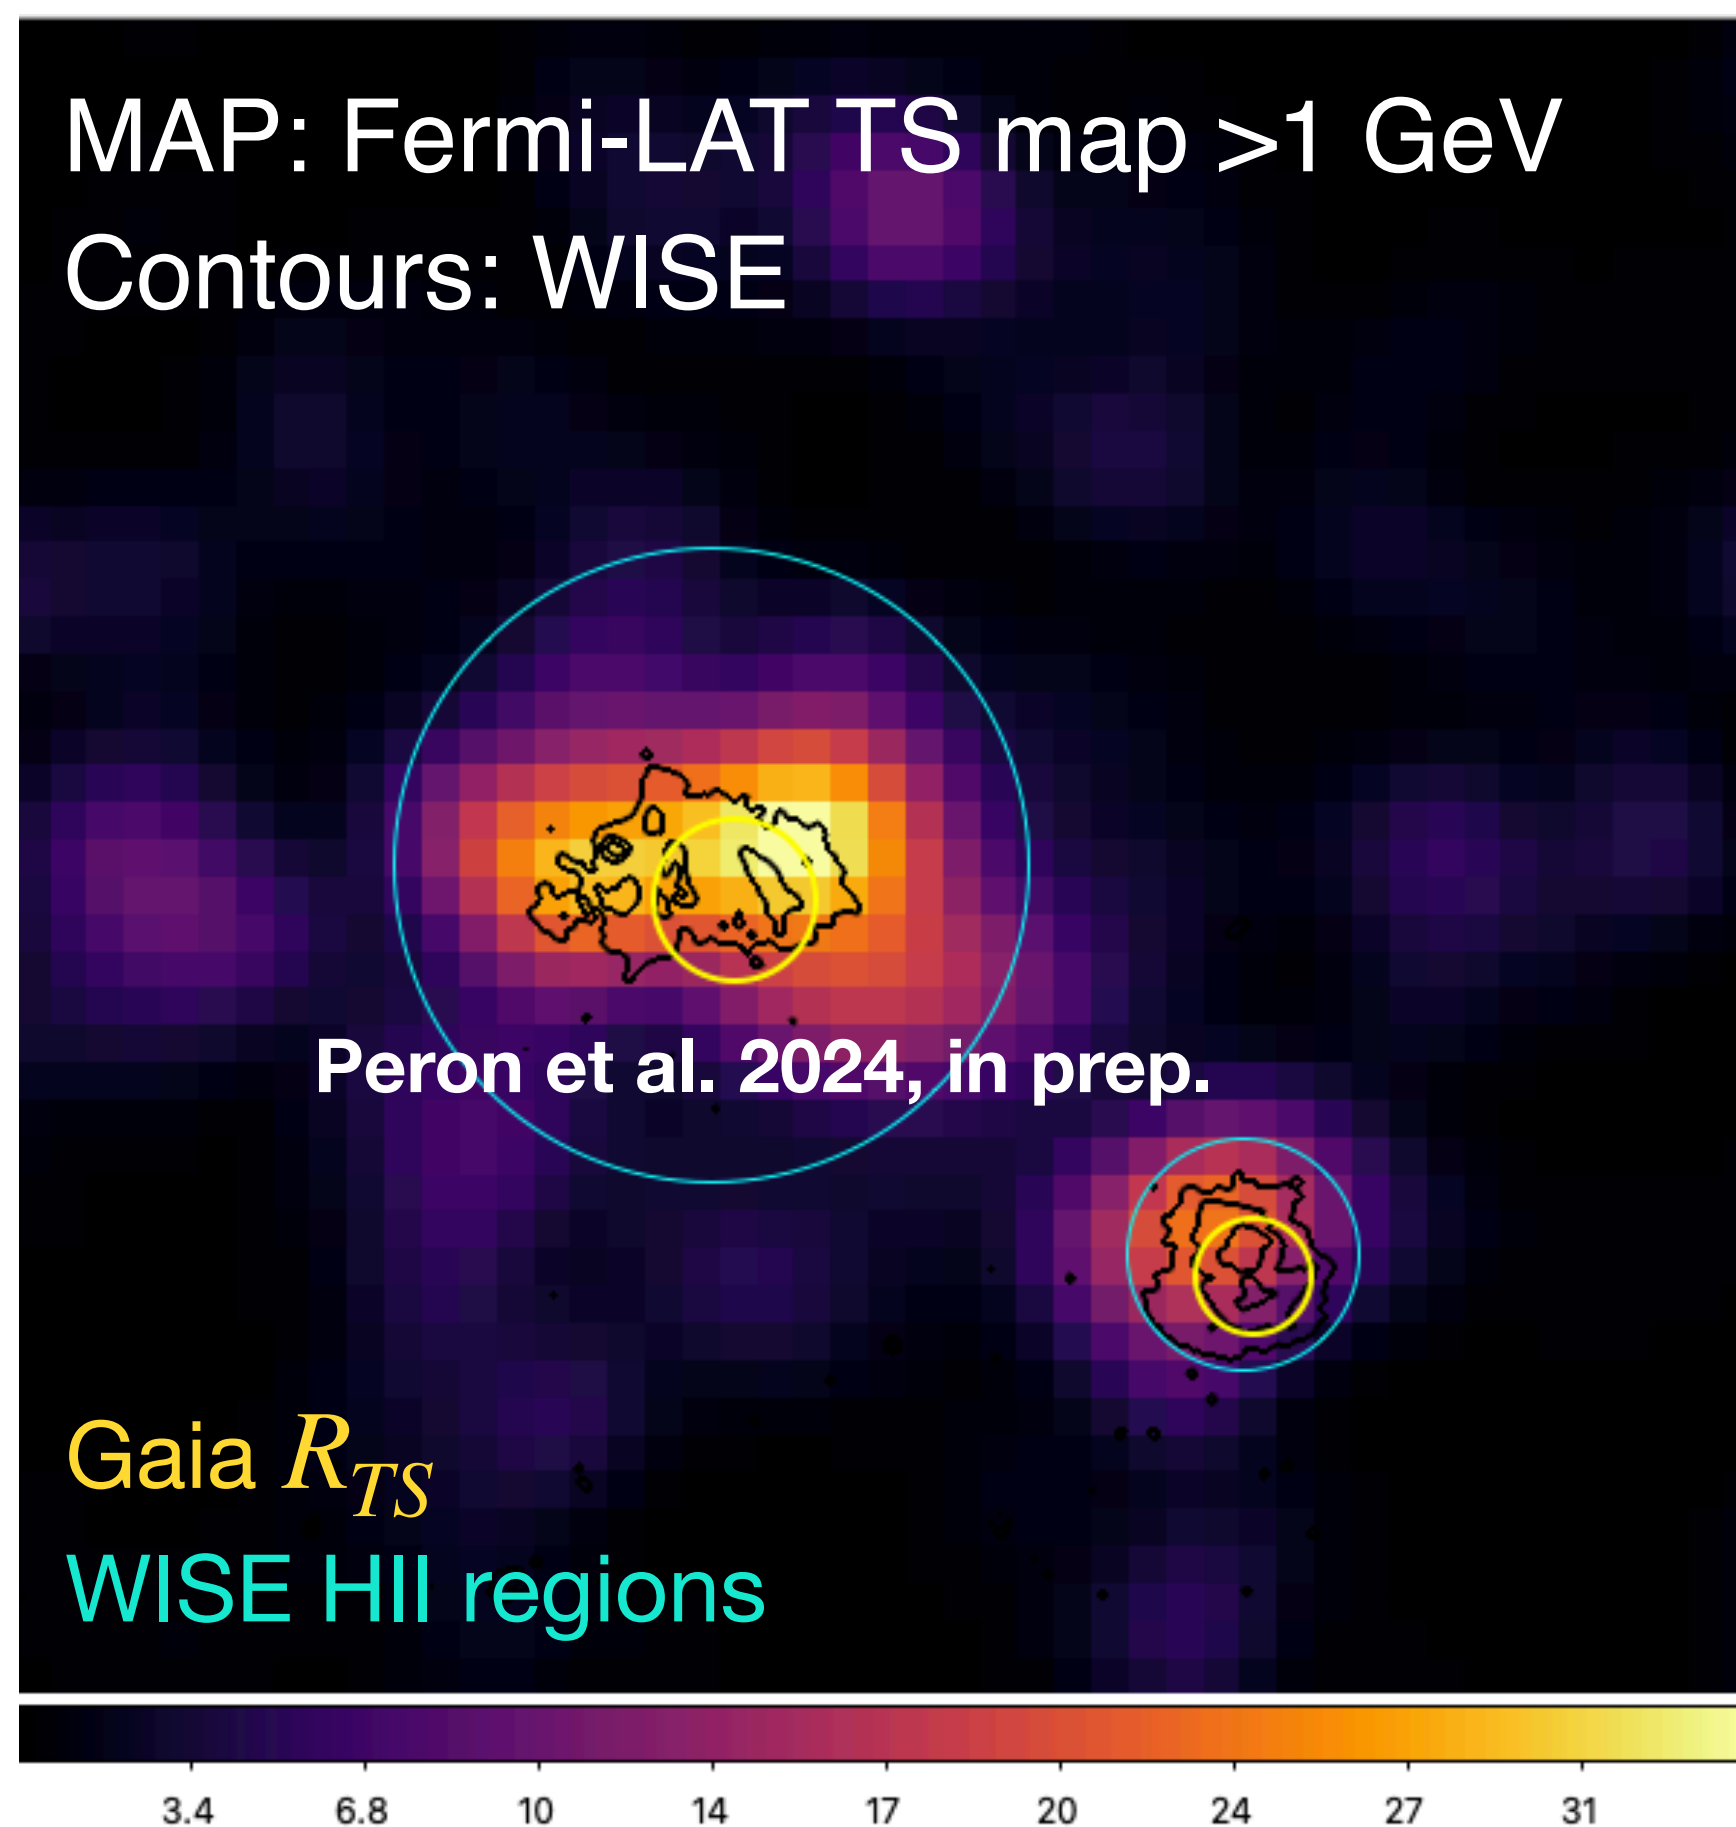 MAP: Fermi-LAT TS map >1 GeV
Contours: WISE
Peron et al. 2024, in prep.
Gaia R_TS
WISE HII regions
3.4 6.8 10 14 17 20 24 27 31